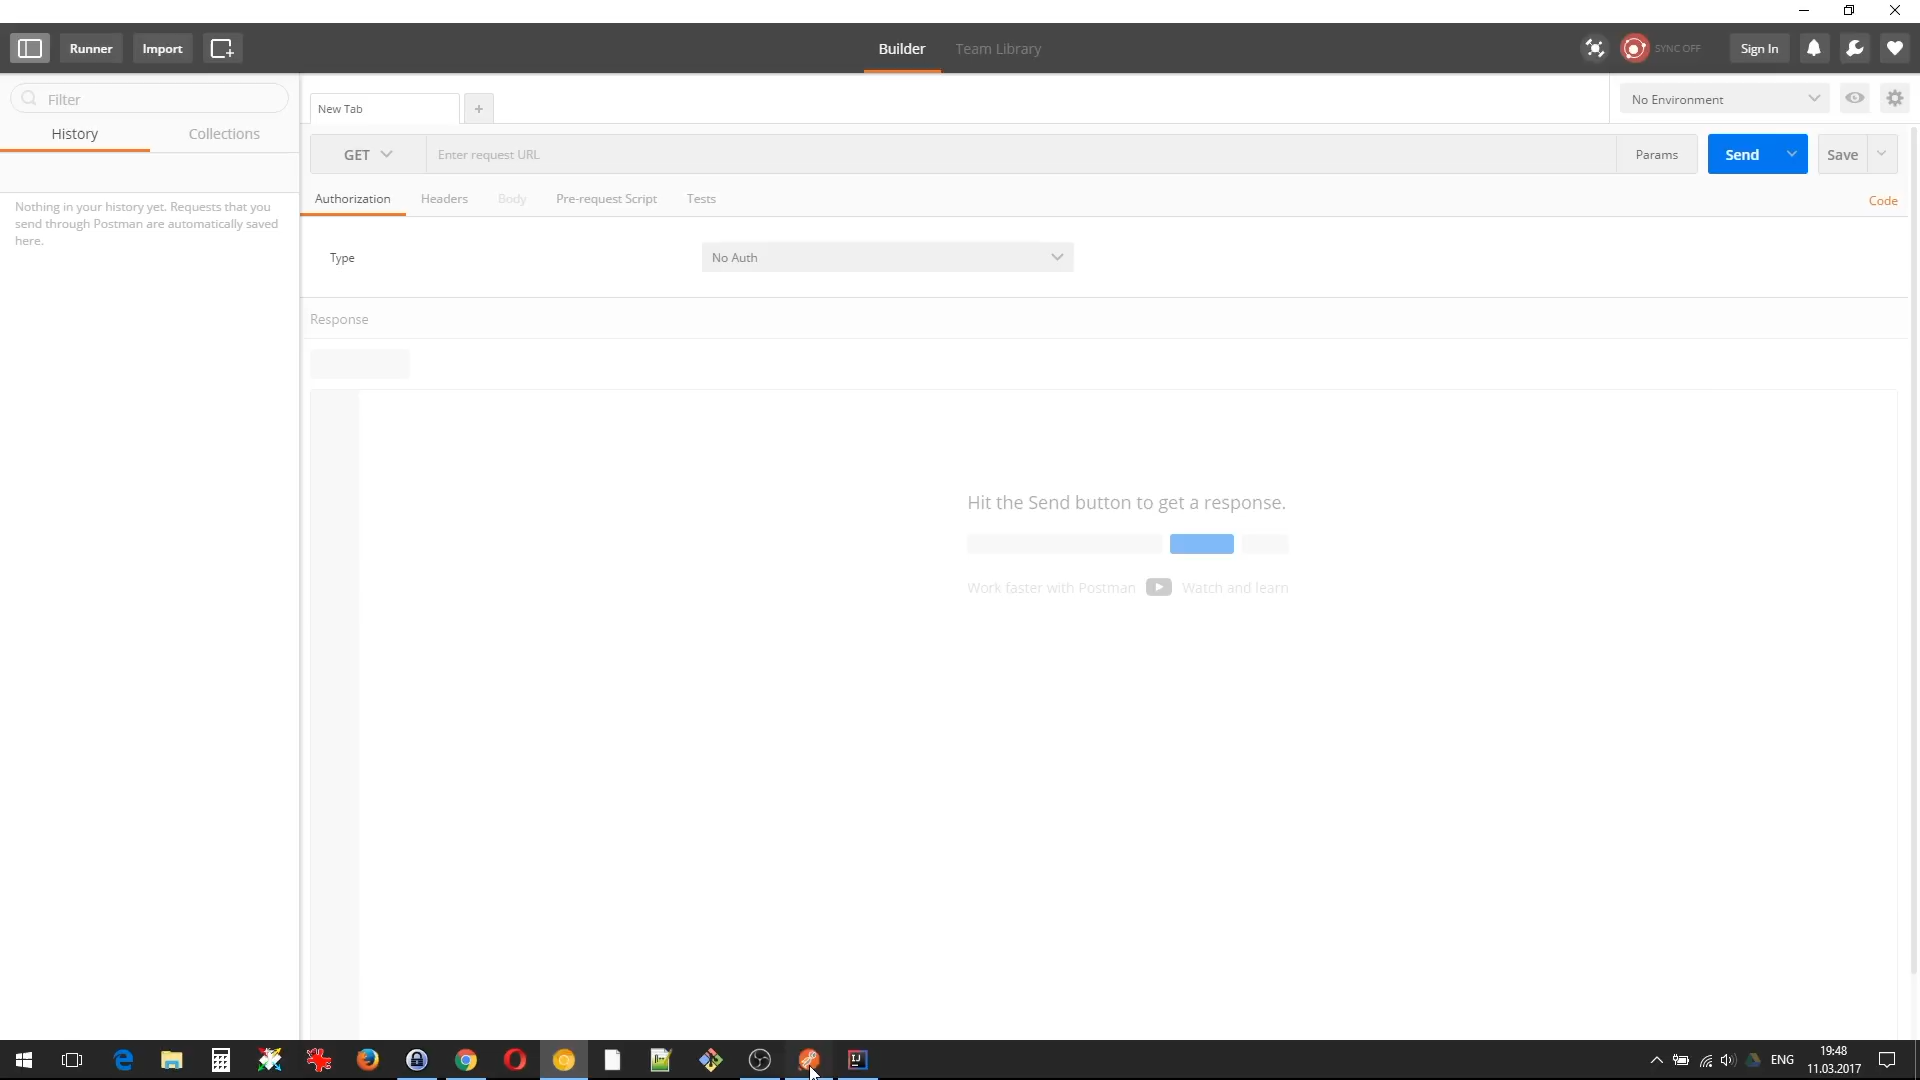 Runner
Import
Builder
Team Library
SYNC OFF
Sign In
Filter
History
Collections
Nothing in your history yet. Requests that you
send through Postman are automatically saved
here.
New Tab
+
No Environment
GET
Enter request URL
Params
Send
Save
Authorization
Headers
Body
Pre-request Script
Tests
Code
Type
No Auth
Response
Hit the Send button to get a response.
Work faster with Postman
Watch and learn
IJ
ENG
19:48
11.03.2017